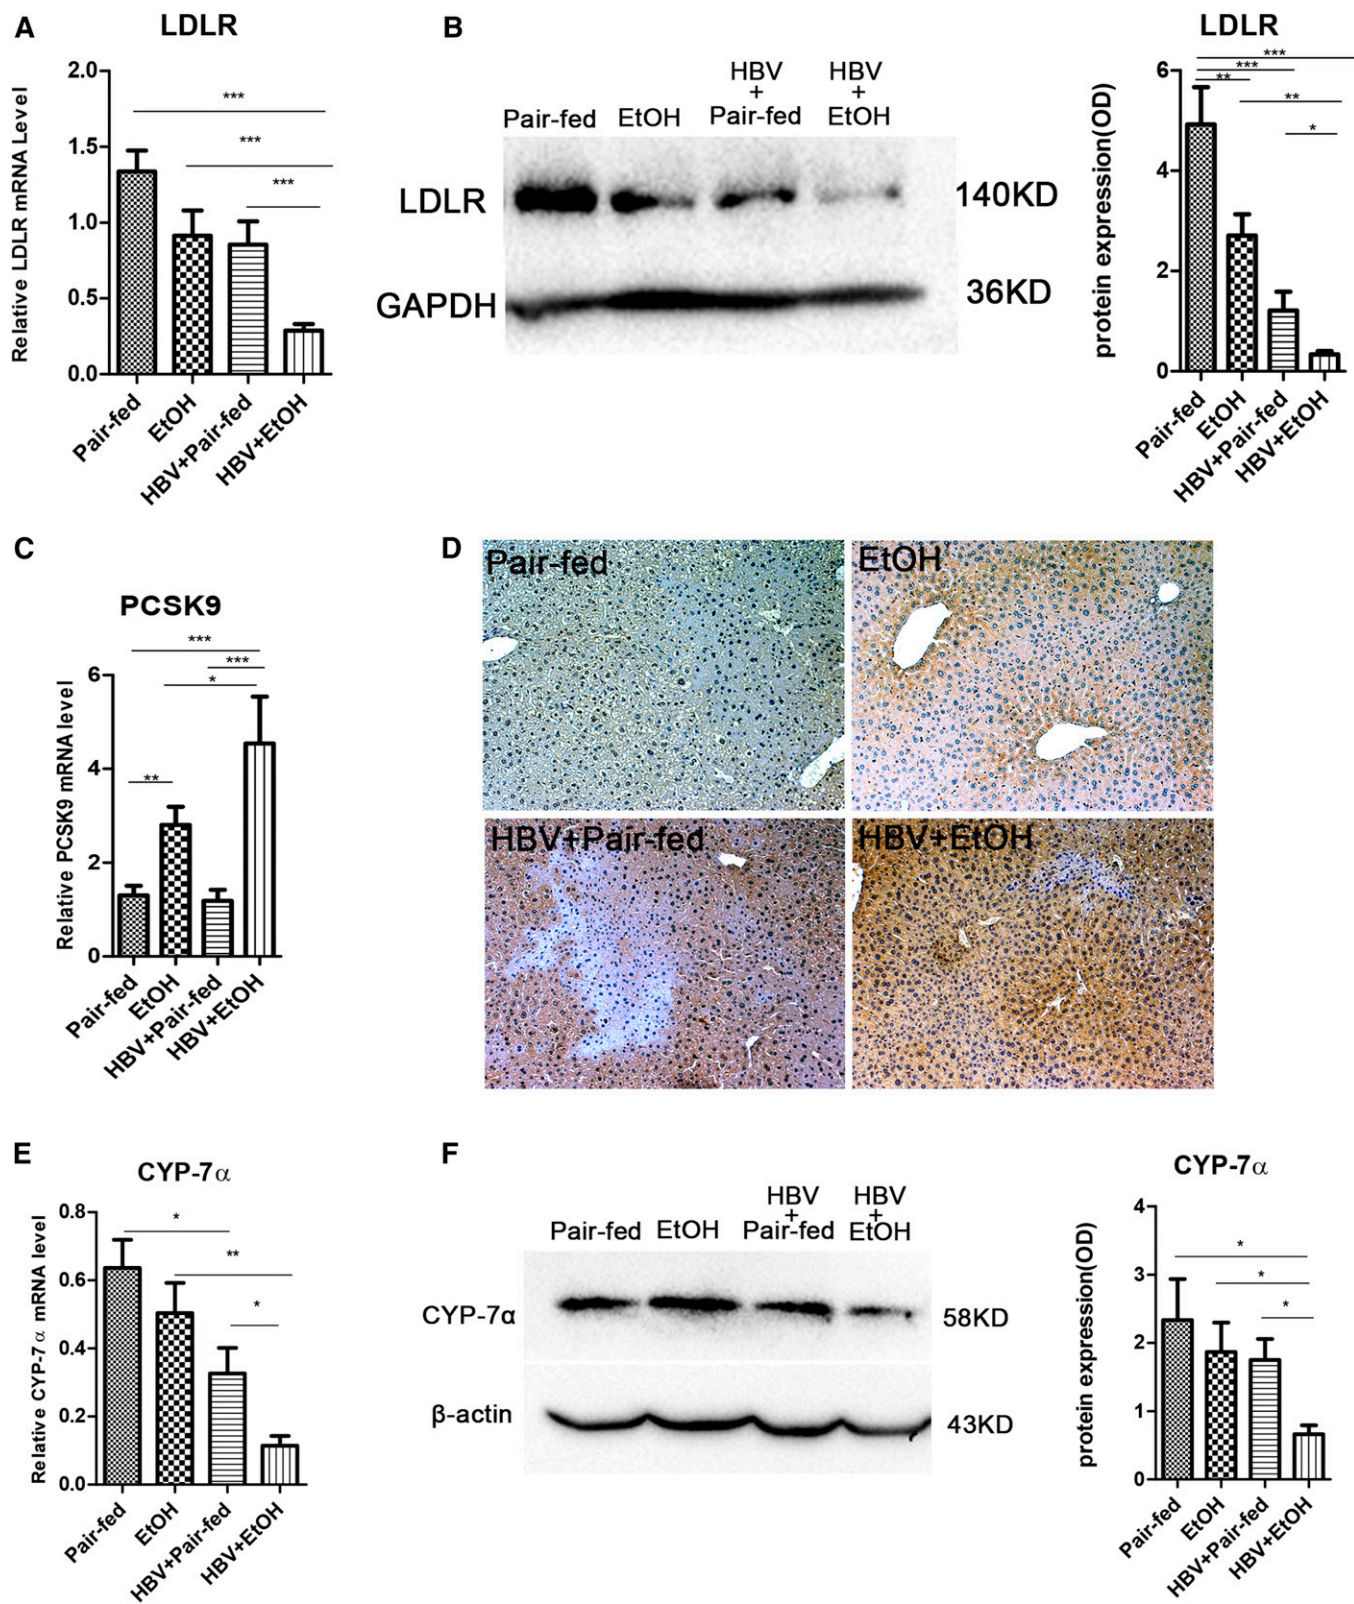 A
LDLR
Relative LDLR mRNA Level
2.0
1.5
1.0
0.5
0.0
***
***
***
Pair-fed
EtOH
HBV+Pair-fed
HBV+EtOH
B
Pair-fed
EtOH
HBV
+
Pair-fed
HBV
+
EtOH
LDLR
140KD
GAPDH
36KD
LDLR
protein expression(OD)
6
4
2
0
***
***
**
**
*
Pair-fed
EtOH
HBV+Pair-fed
HBV+EtOH
C
PCSK9
Relative PCSK9 mRNA level
6
4
2
0
***
***
*
**
Pair-fed
EtOH
HBV+Pair-fed
HBV+EtOH
D
Pair-fed
EtOH
HBV+Pair-fed
HBV+EtOH
E
CYP-7α
Relative CYP-7α mRNA level
0.8
0.6
0.4
0.2
0.0
*
**
*
Pair-fed
EtOH
HBV+Pair-fed
HBV+EtOH
F
Pair-fed
EtOH
HBV
+
Pair-fed
HBV
+
EtOH
CYP-7α
58KD
β-actin
43KD
CYP-7α
protein expression(OD)
4
3
2
1
0
*
*
*
Pair-fed
EtOH
HBV+Pair-fed
HBV+EtOH